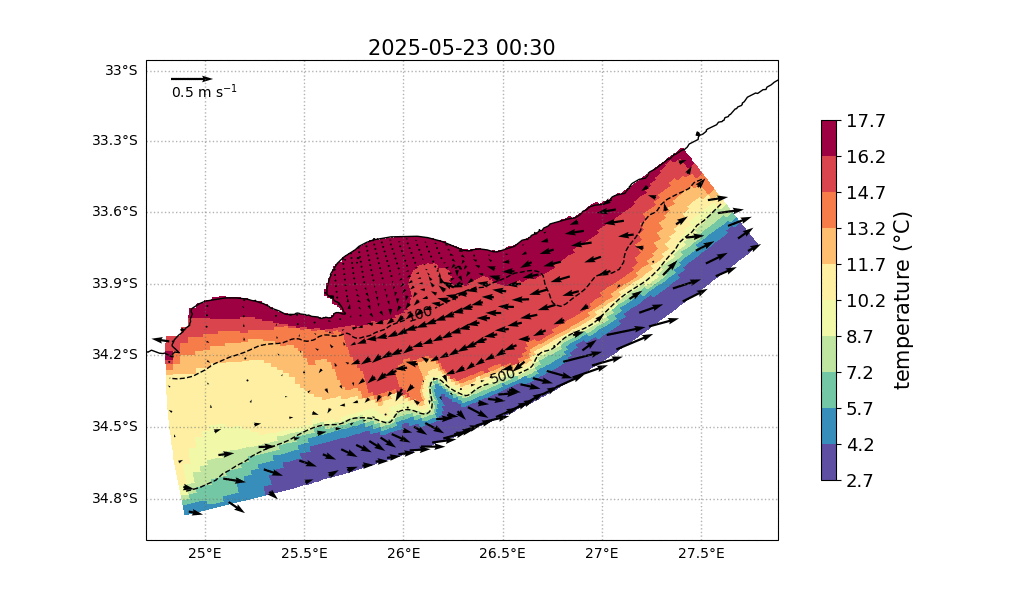 2025-05-23 00:30
0.5 m s⁻¹
33°S
33.3°S
33.6°S
33.9°S
34.2°S
34.5°S
34.8°S
100
500
25°E
25.5°E
26°E
26.5°E
27°E
27.5°E
17.7
16.2
14.7
13.2
11.7
10.2
8.7
7.2
5.7
4.2
2.7
temperature (°C)